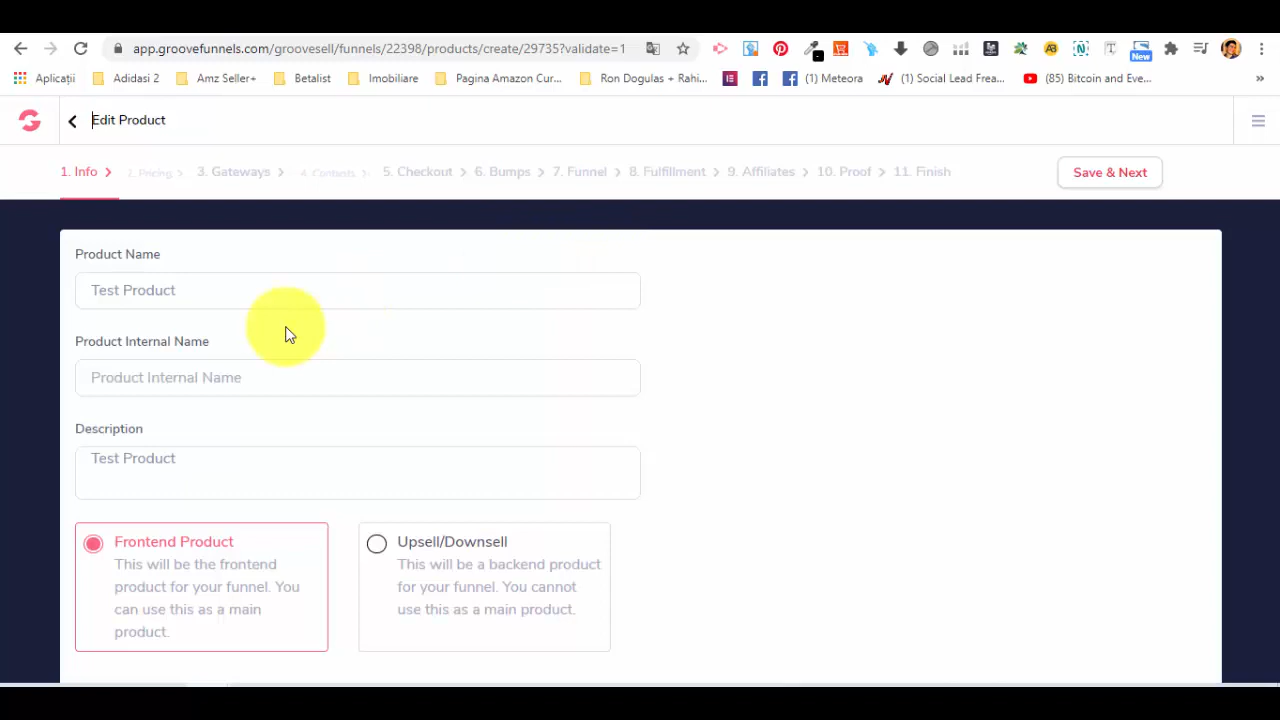 app.groovefunnels.com/groovesell/funnels/22398/products/create/29735?validate=1
New
Aplicații Adidasi 2 Amz Seller+ Betalist Imobiliare Pagina Amazon Cur... Ron Dogulas + Rahi... (1) Meteora (1) Social Lead Frea... (85) Bitcoin and Eve... »
Edit Product
1. Info 2. Pricing 3. Gateways 4. Contests 5. Checkout 6. Bumps 7. Funnel 8. Fulfillment 9. Affiliates 10. Proof 11. Finish Save & Next
Product Name
Test Product
Product Internal Name
Product Internal Name
Description
Test Product
Frontend Product
This will be the frontend
product for your funnel. You
can use this as a main
product.
Upsell/Downsell
This will be a backend product
for your funnel. You cannot
use this as a main product.